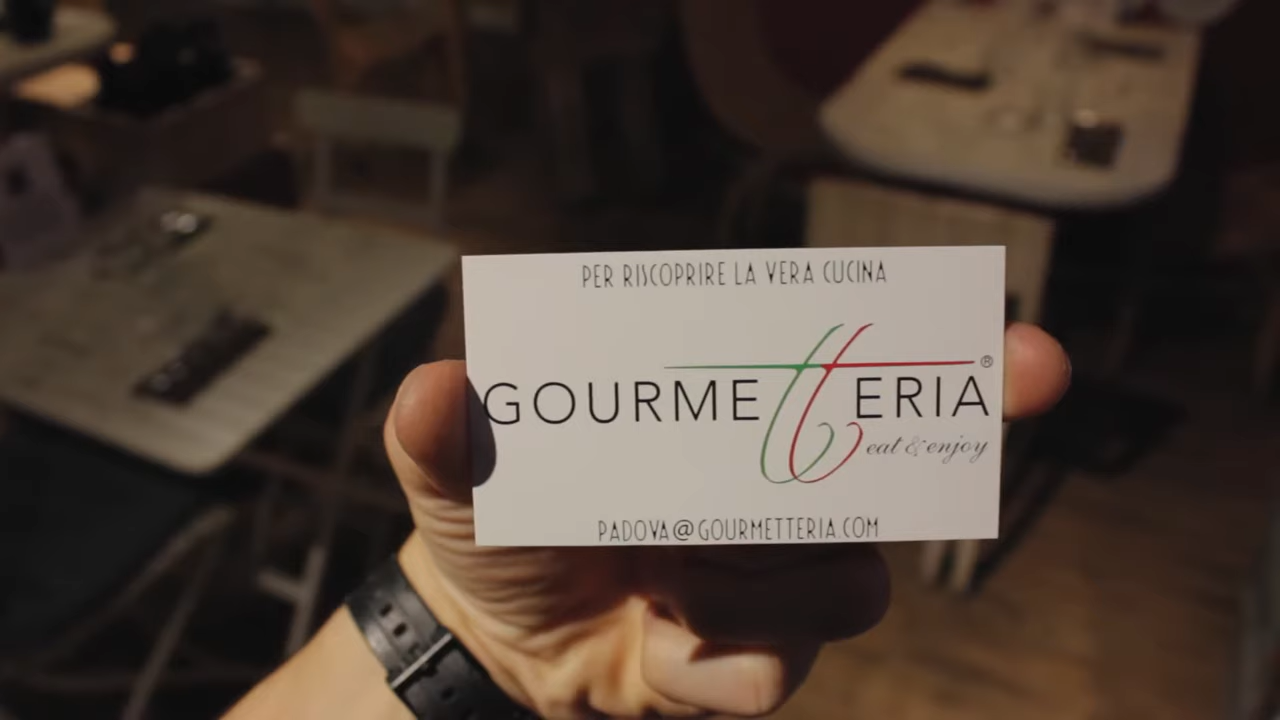 PER RISCOPRIRE LA VERA CUCINA
GOURMETTERIA®
eat & enjoy
PADOVA@GOURMETTERIA.COM